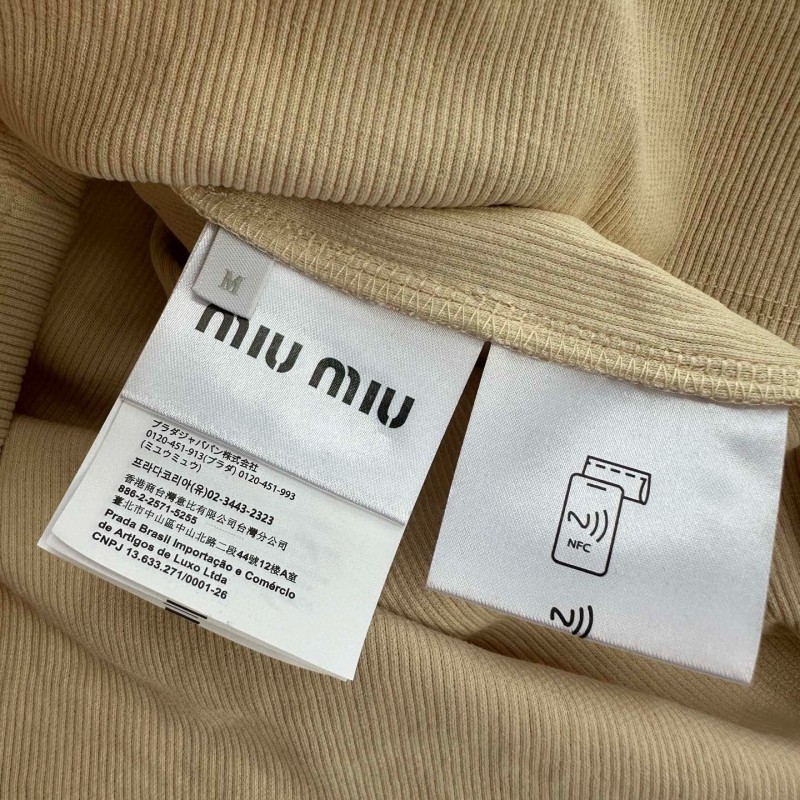 M
miu miu
プラダジャパパン株式会社
0120-451-913(プラダ) 0120-451-993
(ミュウミュウ)
프라다코리아(유)02-3443-2323
香港商台灣意比有限公司台灣分公司
886-2-2571-5255
臺北市中山區中山北路二段44號12樓A室
Prada Brasil Importação e Comércio
de Artigos de Luxo Ltda
CNPJ 13.633.271/0001-26
NFC